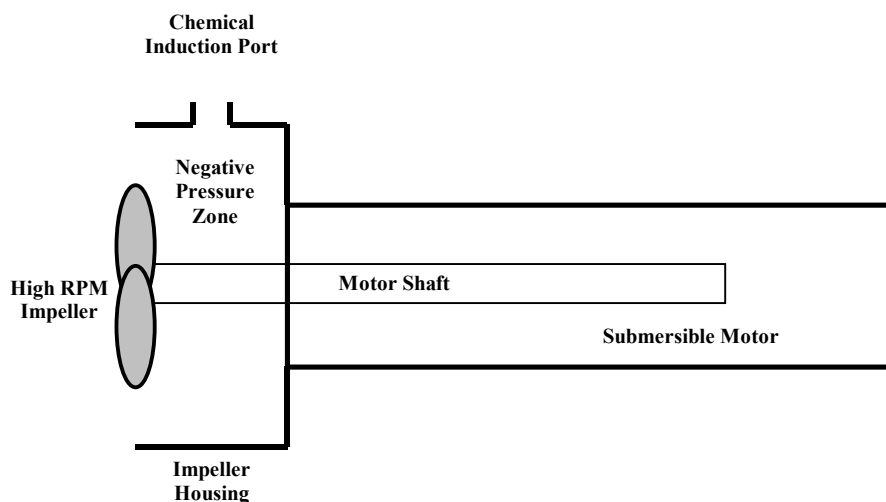 Chemical
Induction Port
Negative
Pressure
Zone
High RPM
Impeller
Motor Shaft
Submersible Motor
Impeller
Housing